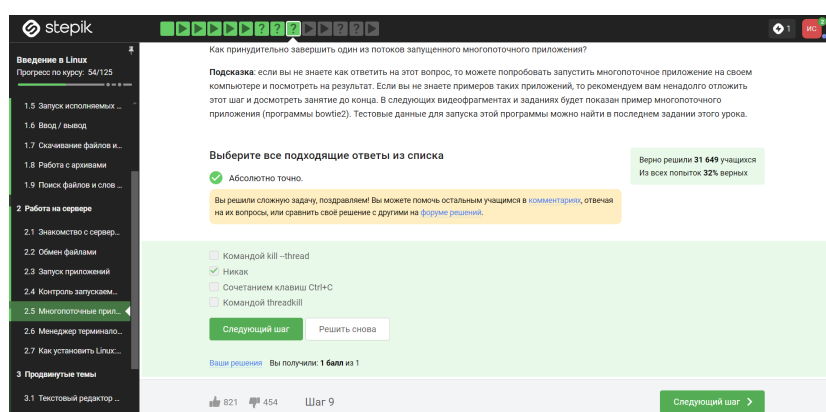 stepik
1
ИС
2
Введение в Linux
Прогресс по курсу: 54/125
1.5 Запуск исполняемых ...
1.6 Ввод / вывод
1.7 Скачивание файлов и...
1.8 Работа с архивами
1.9 Поиск файлов и слов ...
2 Работа на сервере
2.1 Знакомство с сервер...
2.2 Обмен файлами
2.3 Запуск приложений
2.4 Контроль запускаем...
2.5 Многопоточные прил...
2.6 Менеджер терминало...
2.7 Как установить Linux:...
3 Продвинутые темы
3.1 Текстовый редактор ...
Как принудительно завершить один из потоков запущенного многопоточного приложения?
Подсказка: если вы не знаете как ответить на этот вопрос, то можете попробовать запустить многопоточное приложение на своем
компьютере и посмотреть на результат. Если вы не знаете примеров таких приложений, то рекомендуем вам ненадолго отложить
этот шаг и досмотреть занятие до конца. В следующих видеофрагментах и заданиях будет показан пример многопоточного
приложения (программы bowtie2). Тестовые данные для запуска этой программы можно найти в последнем задании этого урока.
Выберите все подходящие ответы из списка
Верно решили 31 649 учащихся
Из всех попыток 32% верных
Абсолютно точно.
Вы решили сложную задачу, поздравляем! Вы можете помочь остальным учащимся в комментариях, отвечая
на их вопросы, или сравнить своё решение с другими на форуме решений.
Командой kill --thread
Никак
Сочетанием клавиш Ctrl+C
Командой threadkill
Следующий шаг
Решить снова
Ваши решения Вы получили: 1 балл из 1
821 454 Шаг 9
Следующий шаг